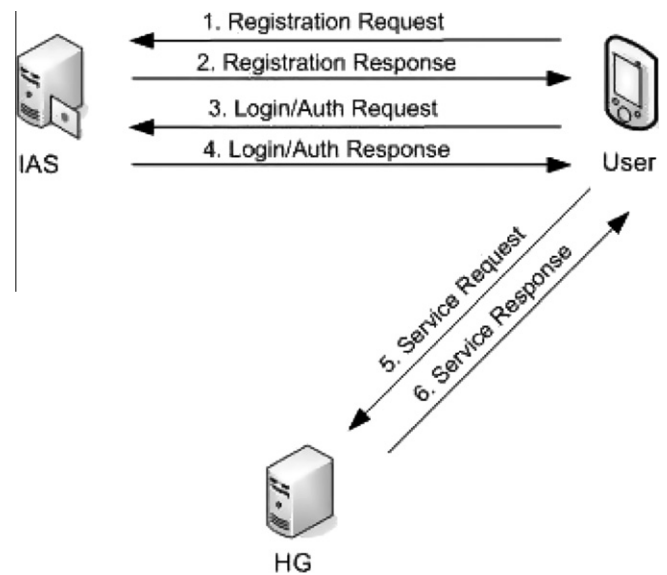 1. Registration Request
2. Registration Response
3. Login/Auth Request
4. Login/Auth Response
IAS
User
5. Service Request
6. Service Response
HG